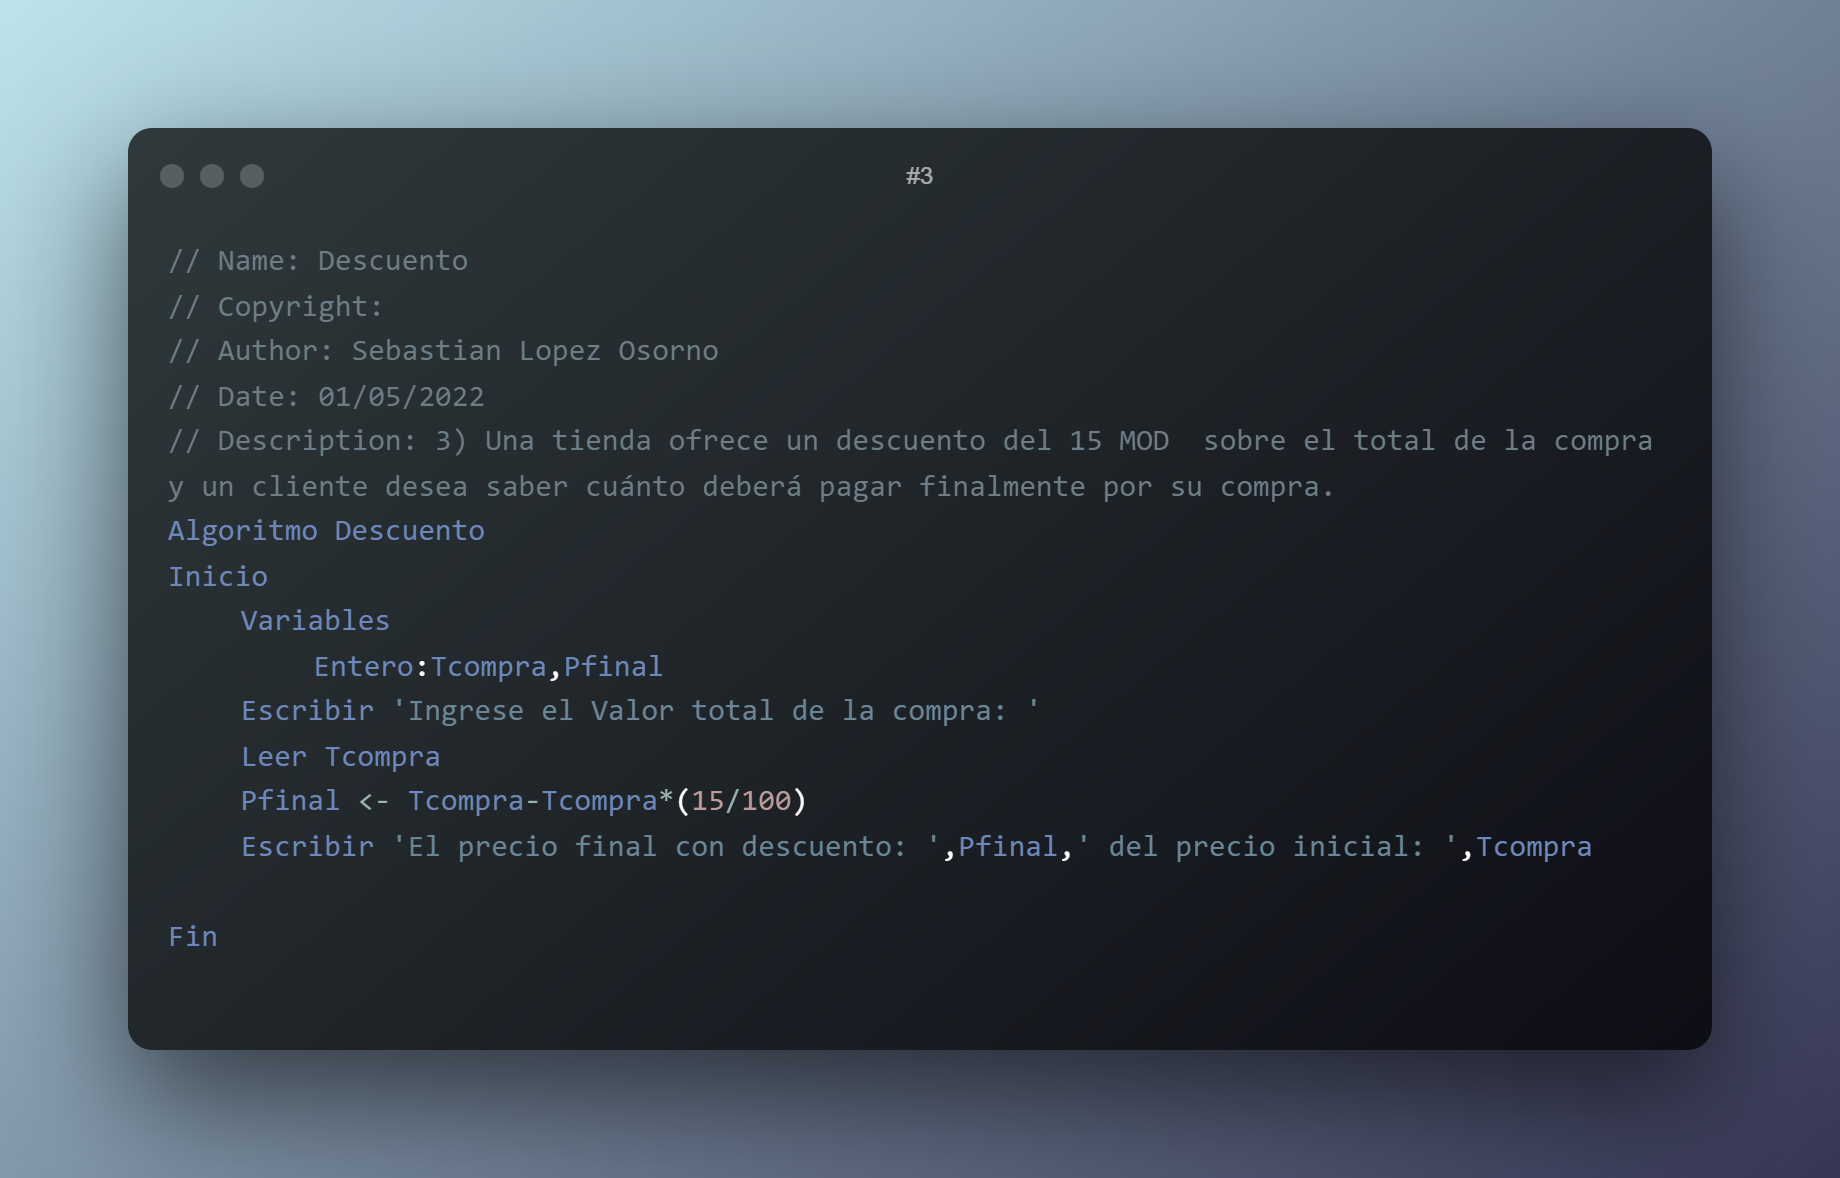 #3
// Name: Descuento
// Copyright:
// Author: Sebastian Lopez Osorno
// Date: 01/05/2022
// Description: 3) Una tienda ofrece un descuento del 15 MOD  sobre el total de la compra
y un cliente desea saber cuánto deberá pagar finalmente por su compra.
Algoritmo Descuento
Inicio
Variables
Entero:Tcompra,Pfinal
Escribir 'Ingrese el Valor total de la compra: '
Leer Tcompra
Pfinal <- Tcompra-Tcompra*(15/100)
Escribir 'El precio final con descuento: ',Pfinal,' del precio inicial: ',Tcompra
Fin